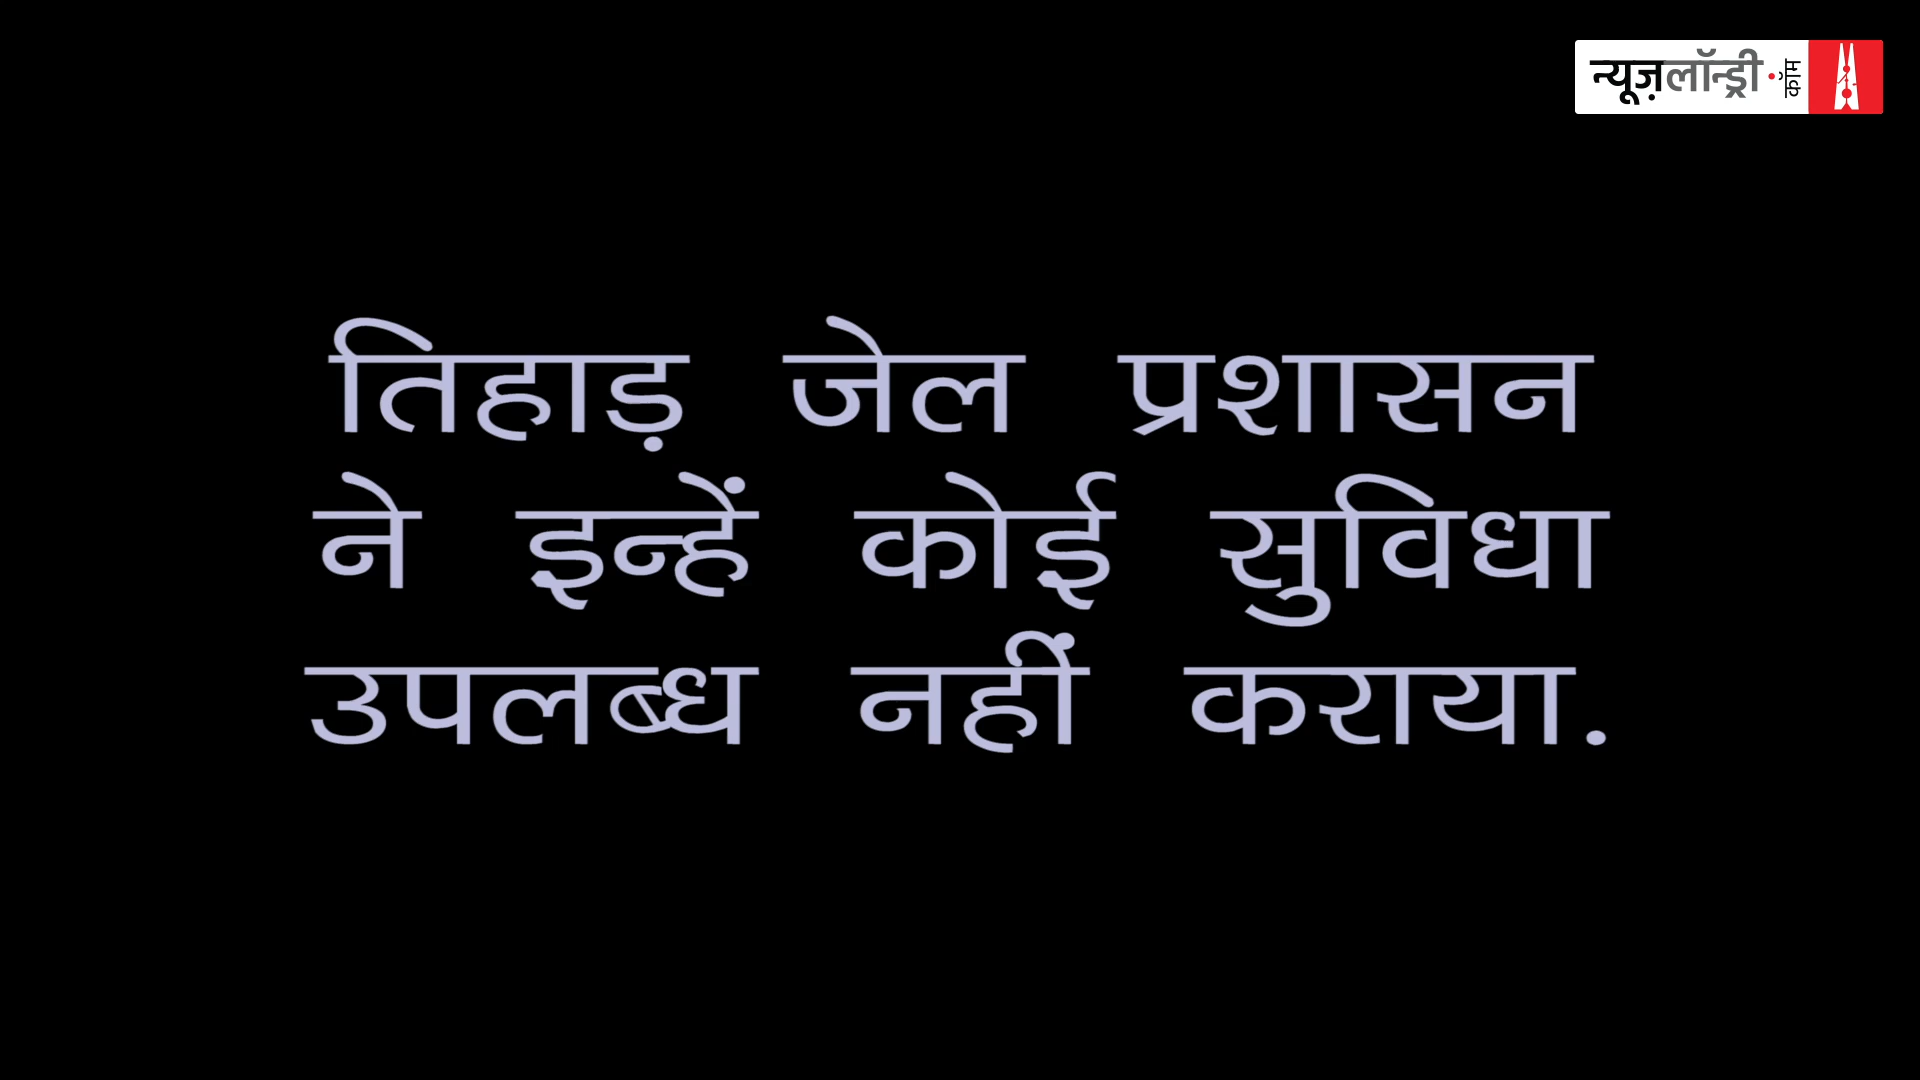 न्यूज़लॉन्ड्री.कॉम
तिहाड़ जेल प्रशासन
ने इन्हें कोई सुविधा
उपलब्ध नहीं कराया.